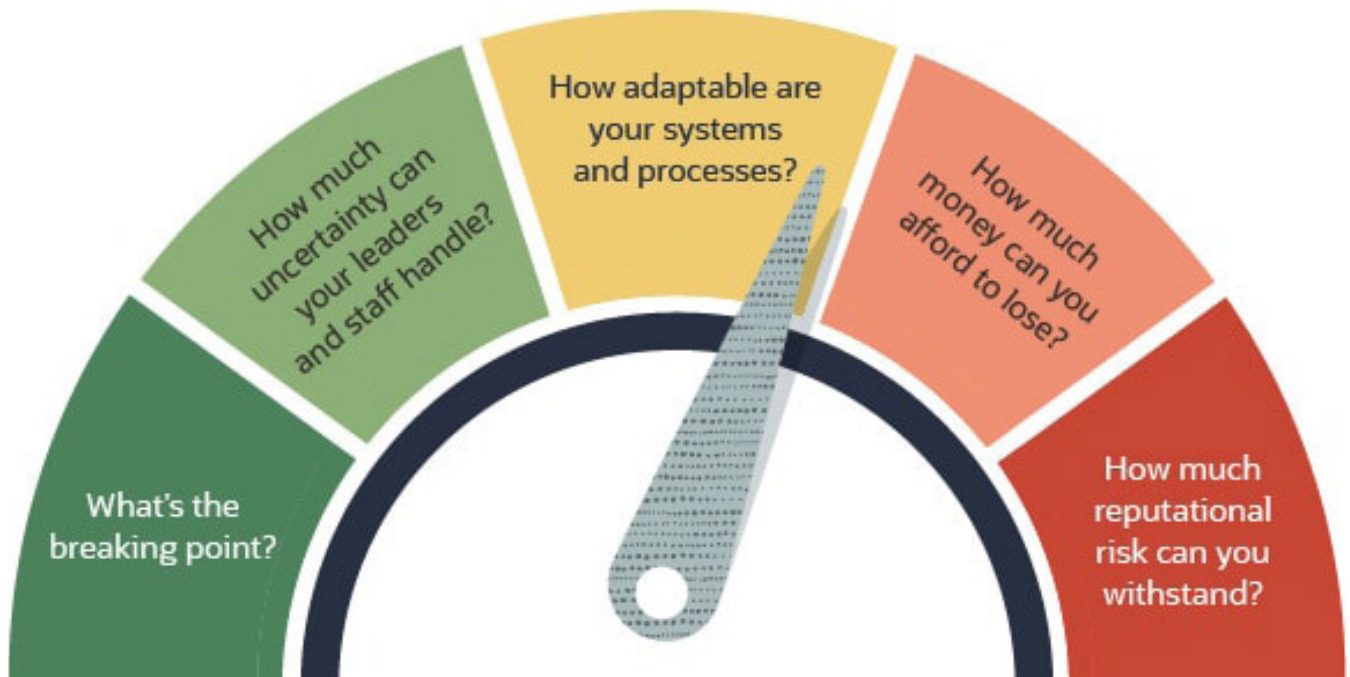 What's the
breaking point?
How much
uncertainty can
your leaders
and staff handle?
How adaptable are
your systems
and processes?
How much
money can you
afford to lose?
How much
reputational
risk can you
withstand?